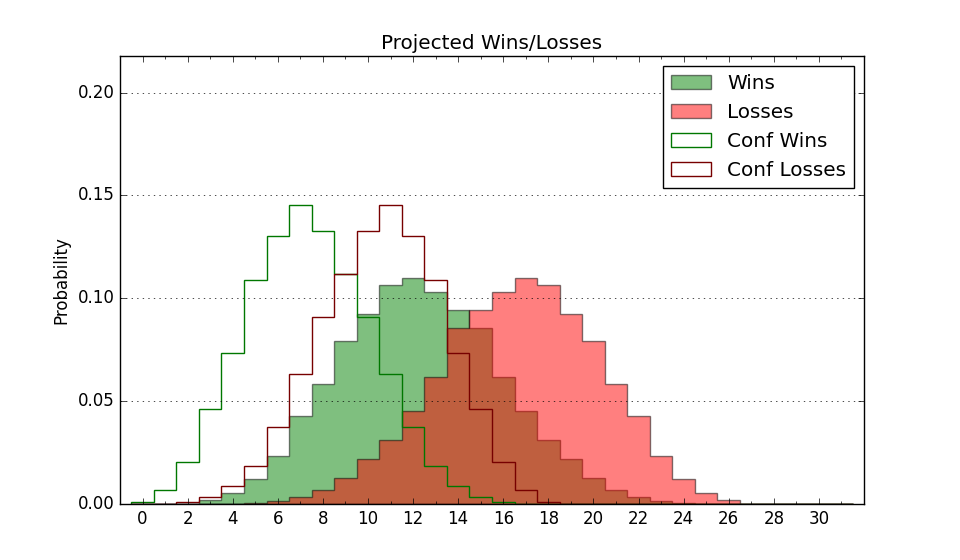 Projected Wins/Losses
Wins
Losses
Conf Wins
Conf Losses
Probability
0.20
0.15
0.10
0.05
0.00
0 2 4 6 8 10 12 14 16 18 20 22 24 26 28 30